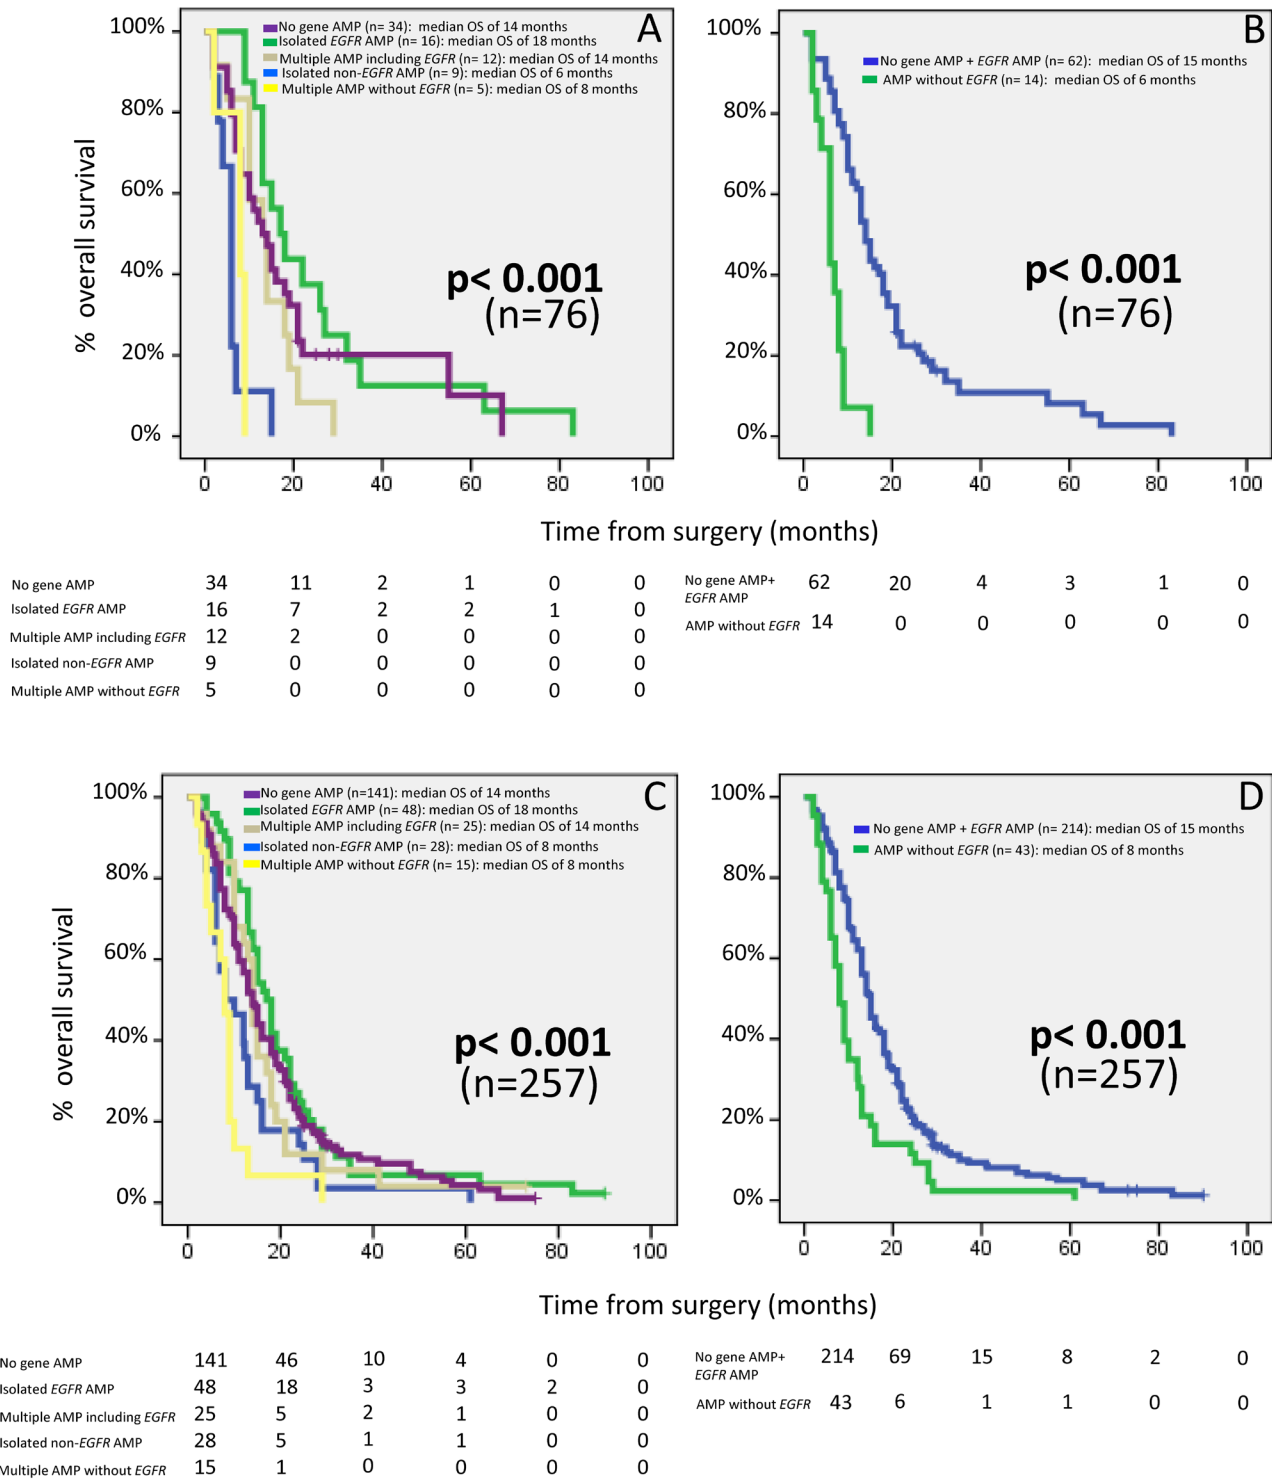 A
No gene AMP (n= 34): median OS of 14 months
Isolated EGFR AMP (n= 16): median OS of 18 months
Multiple AMP including EGFR (n= 12): median OS of 14 months
Isolated non-EGFR AMP (n= 9): median OS of 6 months
Multiple AMP without EGFR (n= 5): median OS of 8 months
% overall survival
100%
80%
60%
40%
20%
0%
p< 0.001
(n=76)
0 20 40 60 80 100
B
No gene AMP + EGFR AMP (n= 62): median OS of 15 months
AMP without EGFR (n= 14): median OS of 6 months
100%
80%
60%
40%
20%
0%
p< 0.001
(n=76)
0 20 40 60 80 100
Time from surgery (months)
No gene AMP 34 11 2 1 0 0
Isolated EGFR AMP 16 7 2 2 1 0
Multiple AMP including EGFR 12 2 0 0 0 0
Isolated non-EGFR AMP 9 0 0 0 0 0
Multiple AMP without EGFR 5 0 0 0 0 0
No gene AMP+ 62 20 4 3 1 0
EGFR AMP
AMP without EGFR 14 0 0 0 0 0
C
No gene AMP (n=141): median OS of 14 months
Isolated EGFR AMP (n= 48): median OS of 18 months
Multiple AMP including EGFR (n= 25): median OS of 14 months
Isolated non-EGFR AMP (n= 28): median OS of 8 months
Multiple AMP without EGFR (n= 15): median OS of 8 months
% overall survival
100%
80%
60%
40%
20%
0%
p< 0.001
(n=257)
0 20 40 60 80 100
D
No gene AMP + EGFR AMP (n= 214): median OS of 15 months
AMP without EGFR (n= 43): median OS of 8 months
100%
80%
60%
40%
20%
0%
p< 0.001
(n=257)
0 20 40 60 80 100
Time from surgery (months)
No gene AMP 141 46 10 4 0 0
Isolated EGFR AMP 48 18 3 3 2 0
Multiple AMP including EGFR 25 5 2 1 0 0
Isolated non-EGFR AMP 28 5 1 1 0 0
Multiple AMP without EGFR 15 1 0 0 0 0
No gene AMP+ 214 69 15 8 2 0
EGFR AMP
AMP without EGFR 43 6 1 1 0 0